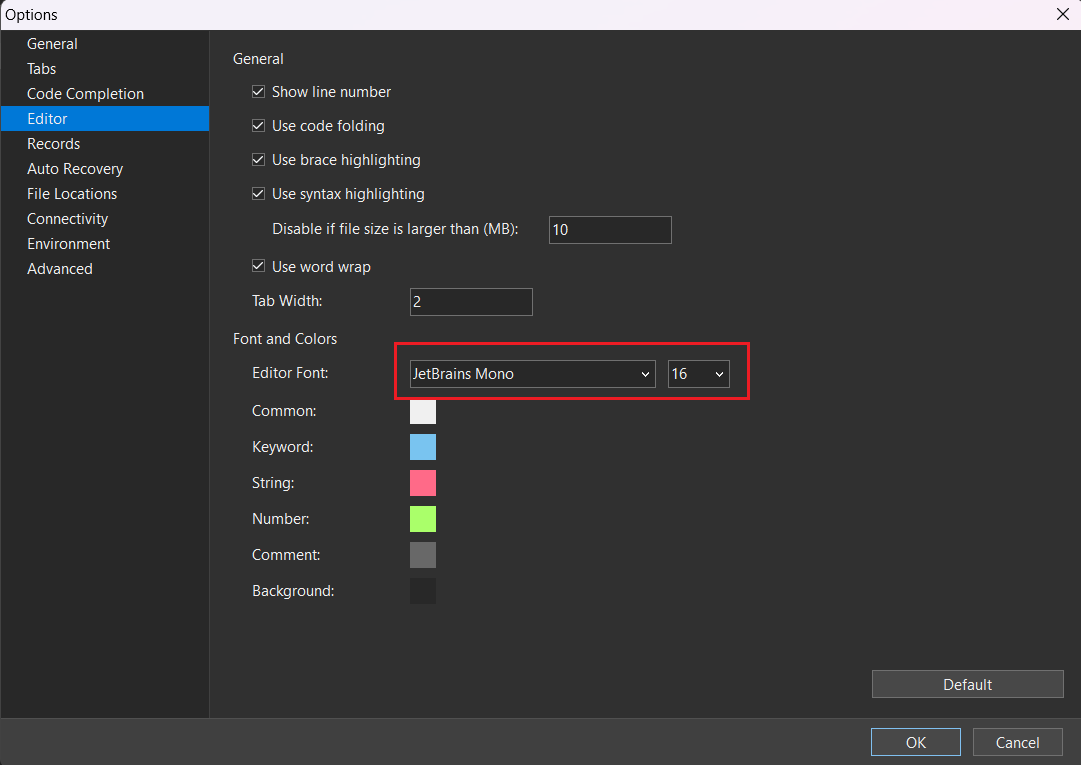 Options
General
Tabs
Code Completion
Editor
Records
Auto Recovery
File Locations
Connectivity
Environment
Advanced
General
Show line number
Use code folding
Use brace highlighting
Use syntax highlighting
Disable if file size is larger than (MB): 10
Use word wrap
Tab Width: 2
Font and Colors
Editor Font: JetBrains Mono 16
Common:
Keyword:
String:
Number:
Comment:
Background:
Default
OK Cancel